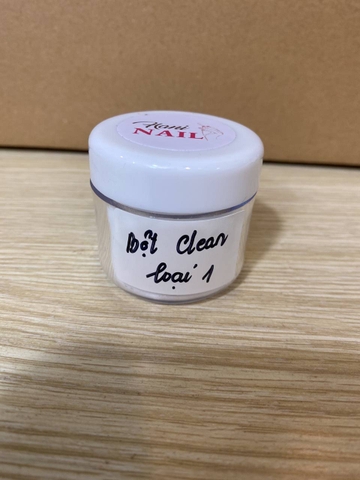 NAIL
Bột Clean
loại 1